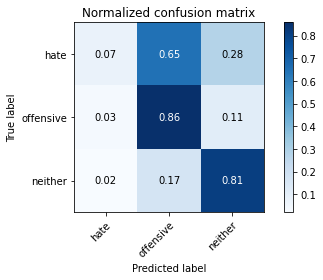 Normalized confusion matrix
True label
hate 0.07 0.65 0.28
offensive 0.03 0.86 0.11
neither 0.02 0.17 0.81
hate offensive neither
Predicted label
0.8
0.7
0.6
0.5
0.4
0.3
0.2
0.1